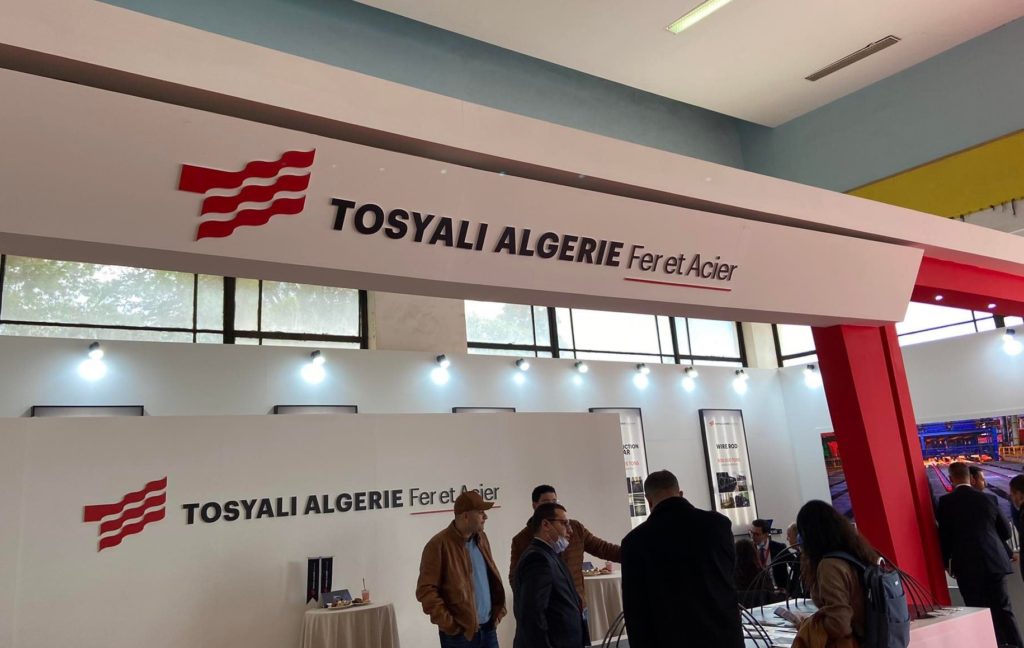 TOSYALI ALGERIE Fer et Acier
TOSYALI ALGERIE Fer et Acier
WIRE ROD